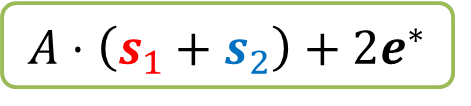 A · (s₁ + s₂) + 2e*